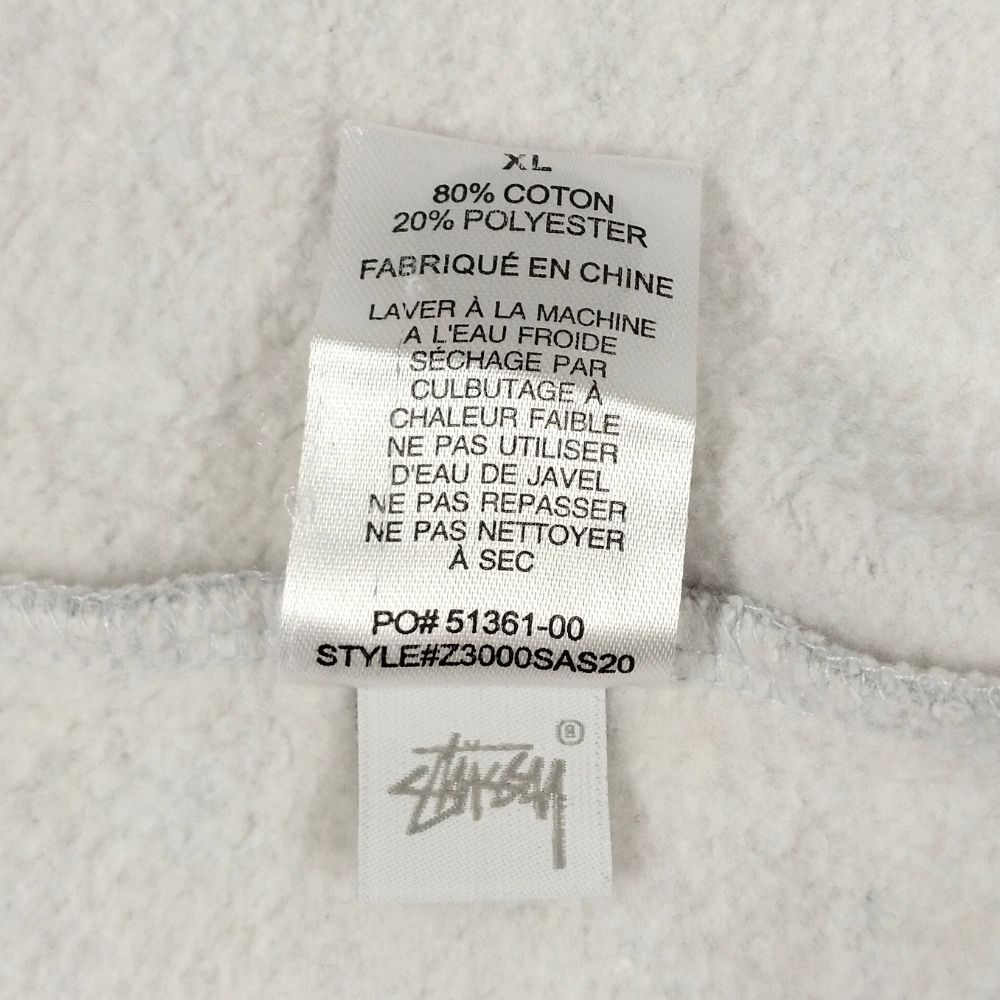 XL
80% COTON
20% POLYESTER
FABRIQUÉ EN CHINE
LAVER À LA MACHINE
A L'EAU FROIDE
SÉCHAGE PAR
CULBUTAGE À
CHALEUR FAIBLE
NE PAS UTILISER
D'EAU DE JAVEL
NE PAS REPASSER
NE PAS NETTOYER
À SEC
PO# 51361-00
STYLE#Z3000SAS20
Stüssy ®